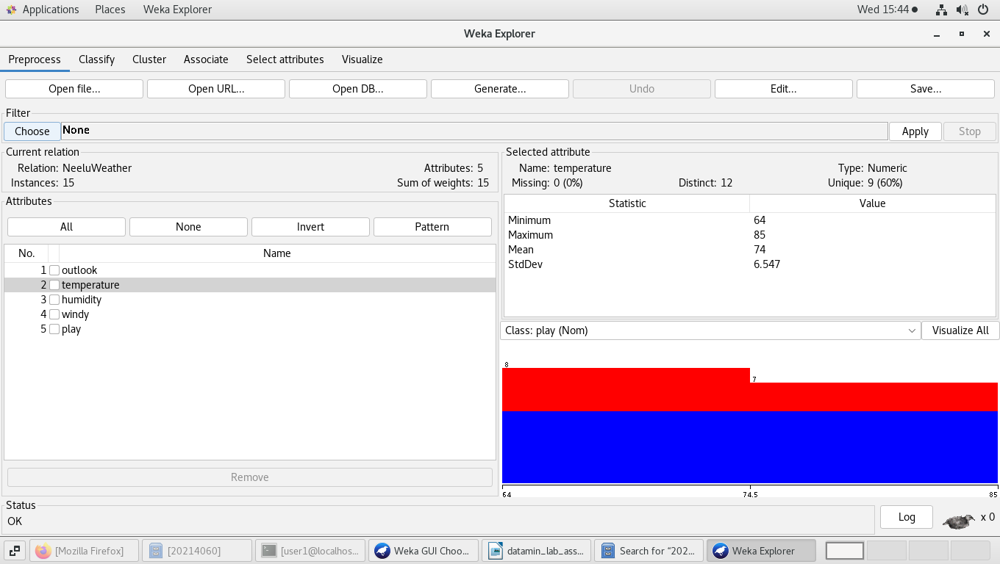 Applications Places Weka Explorer Wed 15:44
Weka Explorer
Preprocess Classify Cluster Associate Select attributes Visualize
Open file... Open URL... Open DB... Generate... Undo Edit... Save...
Filter
Choose None Apply Stop
Current relation
Relation: NeeluWeather Attributes: 5
Instances: 15 Sum of weights: 15
Attributes
All None Invert Pattern
No. Name
1 outlook
2 temperature
3 humidity
4 windy
5 play
Remove
Selected attribute
Name: temperature Type: Numeric
Missing: 0 (0%) Distinct: 12 Unique: 9 (60%)
Statistic Value
Minimum 64
Maximum 85
Mean 74
StdDev 6.547
Class: play (Nom) Visualize All
8
7
64 74.5 85
Status
OK
Log x 0
[Mozilla Firefox] [20214060] [user1@localhos... Weka GUI Choo... datamin_lab_ass... Search for “202... Weka Explorer